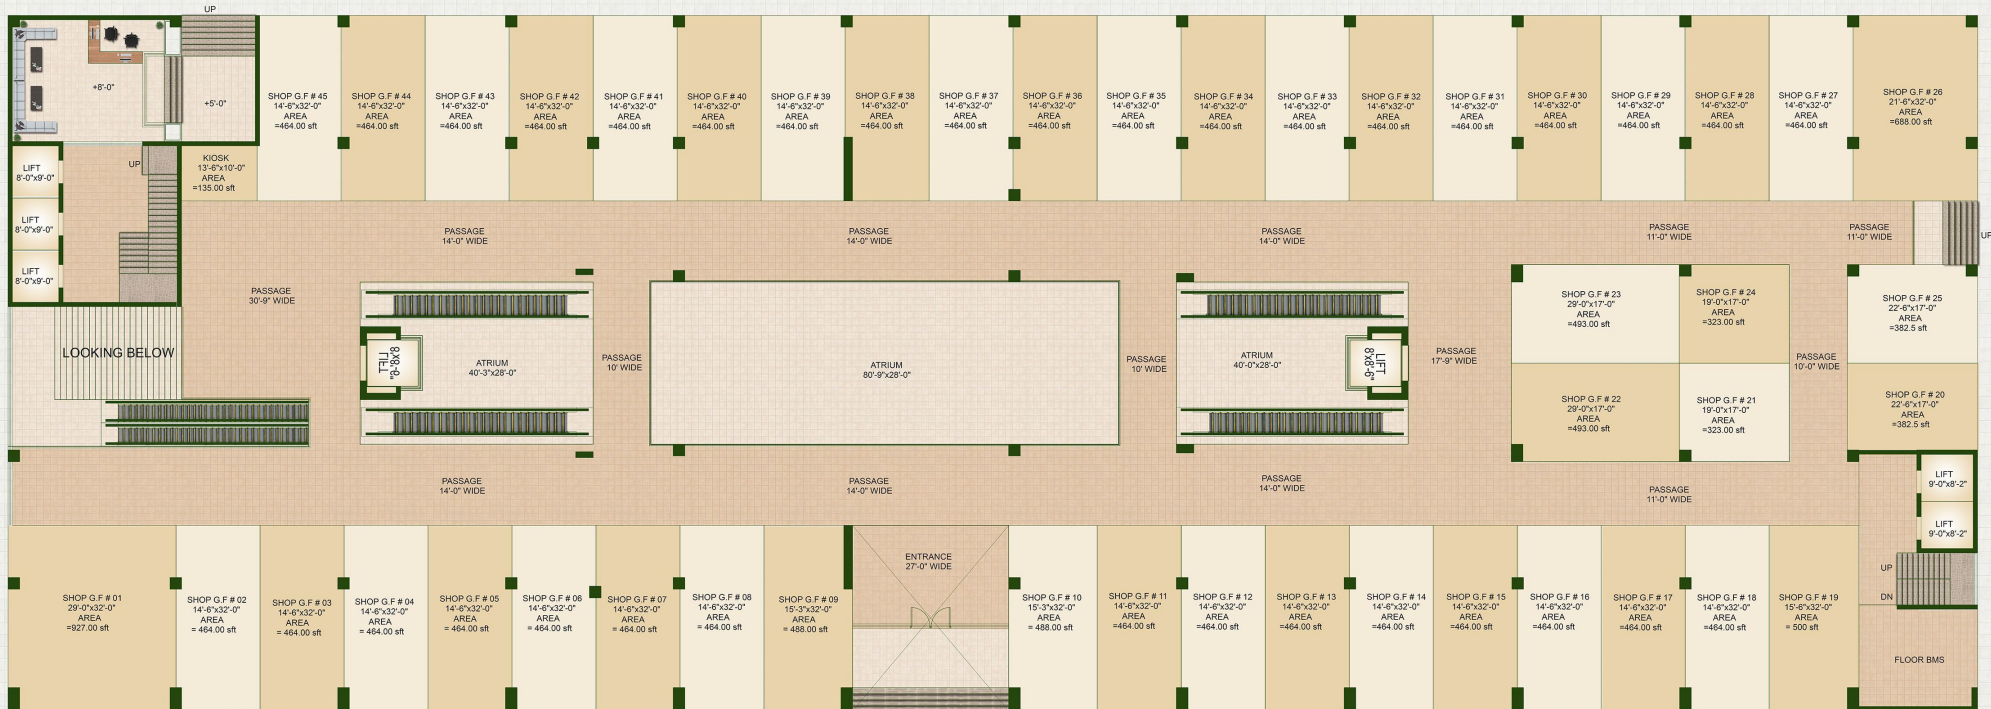 UP
+8'-0"
+5'-0"
SHOP G.F # 45
14'-6"x32'-0"
AREA
=464.00 sft
SHOP G.F # 44
14'-6"x32'-0"
AREA
=464.00 sft
SHOP G.F # 43
14'-6"x32'-0"
AREA
=464.00 sft
SHOP G.F # 42
14'-6"x32'-0"
AREA
=464.00 sft
SHOP G.F # 41
14'-6"x32'-0"
AREA
=464.00 sft
SHOP G.F # 40
14'-6"x32'-0"
AREA
=464.00 sft
SHOP G.F # 39
14'-6"x32'-0"
AREA
=464.00 sft
SHOP G.F # 38
14'-6"x32'-0"
AREA
=464.00 sft
SHOP G.F # 37
14'-6"x32'-0"
AREA
=464.00 sft
SHOP G.F # 36
14'-6"x32'-0"
AREA
=464.00 sft
SHOP G.F # 35
14'-6"x32'-0"
AREA
=464.00 sft
SHOP G.F # 34
14'-6"x32'-0"
AREA
=464.00 sft
SHOP G.F # 33
14'-6"x32'-0"
AREA
=464.00 sft
SHOP G.F # 32
14'-6"x32'-0"
AREA
=464.00 sft
SHOP G.F # 31
14'-6"x32'-0"
AREA
=464.00 sft
SHOP G.F # 30
14'-6"x32'-0"
AREA
=464.00 sft
SHOP G.F # 29
14'-6"x32'-0"
AREA
=464.00 sft
SHOP G.F # 28
14'-6"x32'-0"
AREA
=464.00 sft
SHOP G.F # 27
14'-6"x32'-0"
AREA
=464.00 sft
SHOP G.F # 26
21'-6"x32'-0"
AREA
=688.00 sft
LIFT
8'-0"x9'-0"
LIFT
8'-0"x9'-0"
LIFT
8'-0"x9'-0"
UP
KIOSK
13'-6"x10'-0"
AREA
=135.00 sft
PASSAGE
14'-0" WIDE
PASSAGE
14'-0" WIDE
PASSAGE
14'-0" WIDE
PASSAGE
11'-0" WIDE
PASSAGE
11'-0" WIDE
UP
PASSAGE
30'-9" WIDE
LOOKING BELOW
LIFT
8'x8'-6"
ATRIUM
40'-3"x28'-0"
PASSAGE
10' WIDE
ATRIUM
80'-9"x28'-0"
PASSAGE
10' WIDE
ATRIUM
40'-0"x28'-0"
LIFT
8'x8'-6"
PASSAGE
17'-9" WIDE
SHOP G.F # 23
29'-0"x17'-0"
AREA
=493.00 sft
SHOP G.F # 24
19'-0"x17'-0"
AREA
=323.00 sft
SHOP G.F # 22
29'-0"x17'-0"
AREA
=493.00 sft
SHOP G.F # 21
19'-0"x17'-0"
AREA
=323.00 sft
PASSAGE
10'-0" WIDE
SHOP G.F # 25
22'-6"x17'-0"
AREA
=382.5 sft
SHOP G.F # 20
22'-6"x17'-0"
AREA
=382.5 sft
PASSAGE
14'-0" WIDE
PASSAGE
14'-0" WIDE
PASSAGE
14'-0" WIDE
PASSAGE
11'-0" WIDE
LIFT
9'-0"x8'-2"
LIFT
9'-0"x8'-2"
UP
DN
FLOOR BMS
SHOP G.F # 01
29'-0"x32'-0"
AREA
=927.00 sft
SHOP G.F # 02
14'-6"x32'-0"
AREA
= 464.00 sft
SHOP G.F # 03
14'-6"x32'-0"
AREA
= 464.00 sft
SHOP G.F # 04
14'-6"x32'-0"
AREA
= 464.00 sft
SHOP G.F # 05
14'-6"x32'-0"
AREA
= 464.00 sft
SHOP G.F # 06
14'-6"x32'-0"
AREA
= 464.00 sft
SHOP G.F # 07
14'-6"x32'-0"
AREA
= 464.00 sft
SHOP G.F # 08
14'-6"x32'-0"
AREA
= 464.00 sft
SHOP G.F # 09
15'-3"x32'-0"
AREA
= 488.00 sft
ENTRANCE
27'-0" WIDE
SHOP G.F # 10
15'-3"x32'-0"
AREA
= 488.00 sft
SHOP G.F # 11
14'-6"x32'-0"
AREA
=464.00 sft
SHOP G.F # 12
14'-6"x32'-0"
AREA
=464.00 sft
SHOP G.F # 13
14'-6"x32'-0"
AREA
=464.00 sft
SHOP G.F # 14
14'-6"x32'-0"
AREA
=464.00 sft
SHOP G.F # 15
14'-6"x32'-0"
AREA
=464.00 sft
SHOP G.F # 16
14'-6"x32'-0"
AREA
=464.00 sft
SHOP G.F # 17
14'-6"x32'-0"
AREA
=464.00 sft
SHOP G.F # 18
14'-6"x32'-0"
AREA
=464.00 sft
SHOP G.F # 19
15'-6"x32'-0"
AREA
= 500 sft